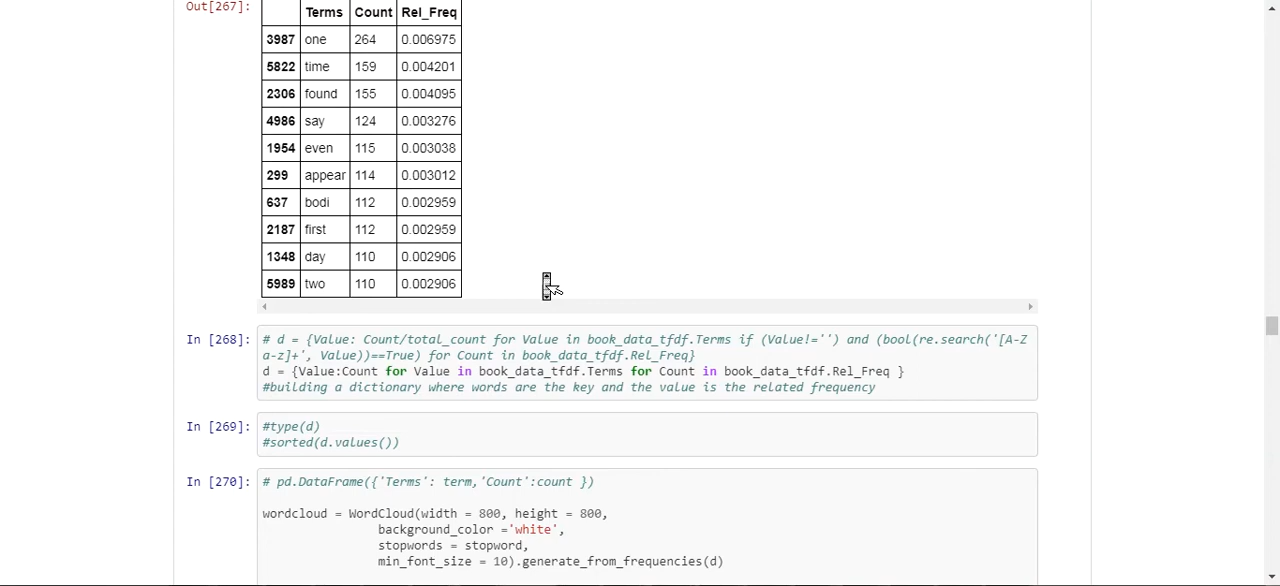 Out[267]:
Terms Count Rel_Freq
3987 one 264 0.006975
5822 time 159 0.004201
2306 found 155 0.004095
4986 say 124 0.003276
1954 even 115 0.003038
299 appear 114 0.003012
637 bodi 112 0.002959
2187 first 112 0.002959
1348 day 110 0.002906
5989 two 110 0.002906
In [268]: # d = {Value: Count/total_count for Value in book_data_tfdf.Terms if (Value!='') and (bool(re.search('[A-Z
a-z]+', Value))==True) for Count in book_data_tfdf.Rel_Freq}
d = {Value:Count for Value in book_data_tfdf.Terms for Count in book_data_tfdf.Rel_Freq }
#building a dictionary where words are the key and the value is the related frequency
In [269]: #type(d)
#sorted(d.values())
In [270]: # pd.DataFrame({'Terms': term,'Count':count })
wordcloud = WordCloud(width = 800, height = 800,
background_color ='white',
stopwords = stopword,
min_font_size = 10).generate_from_frequencies(d)